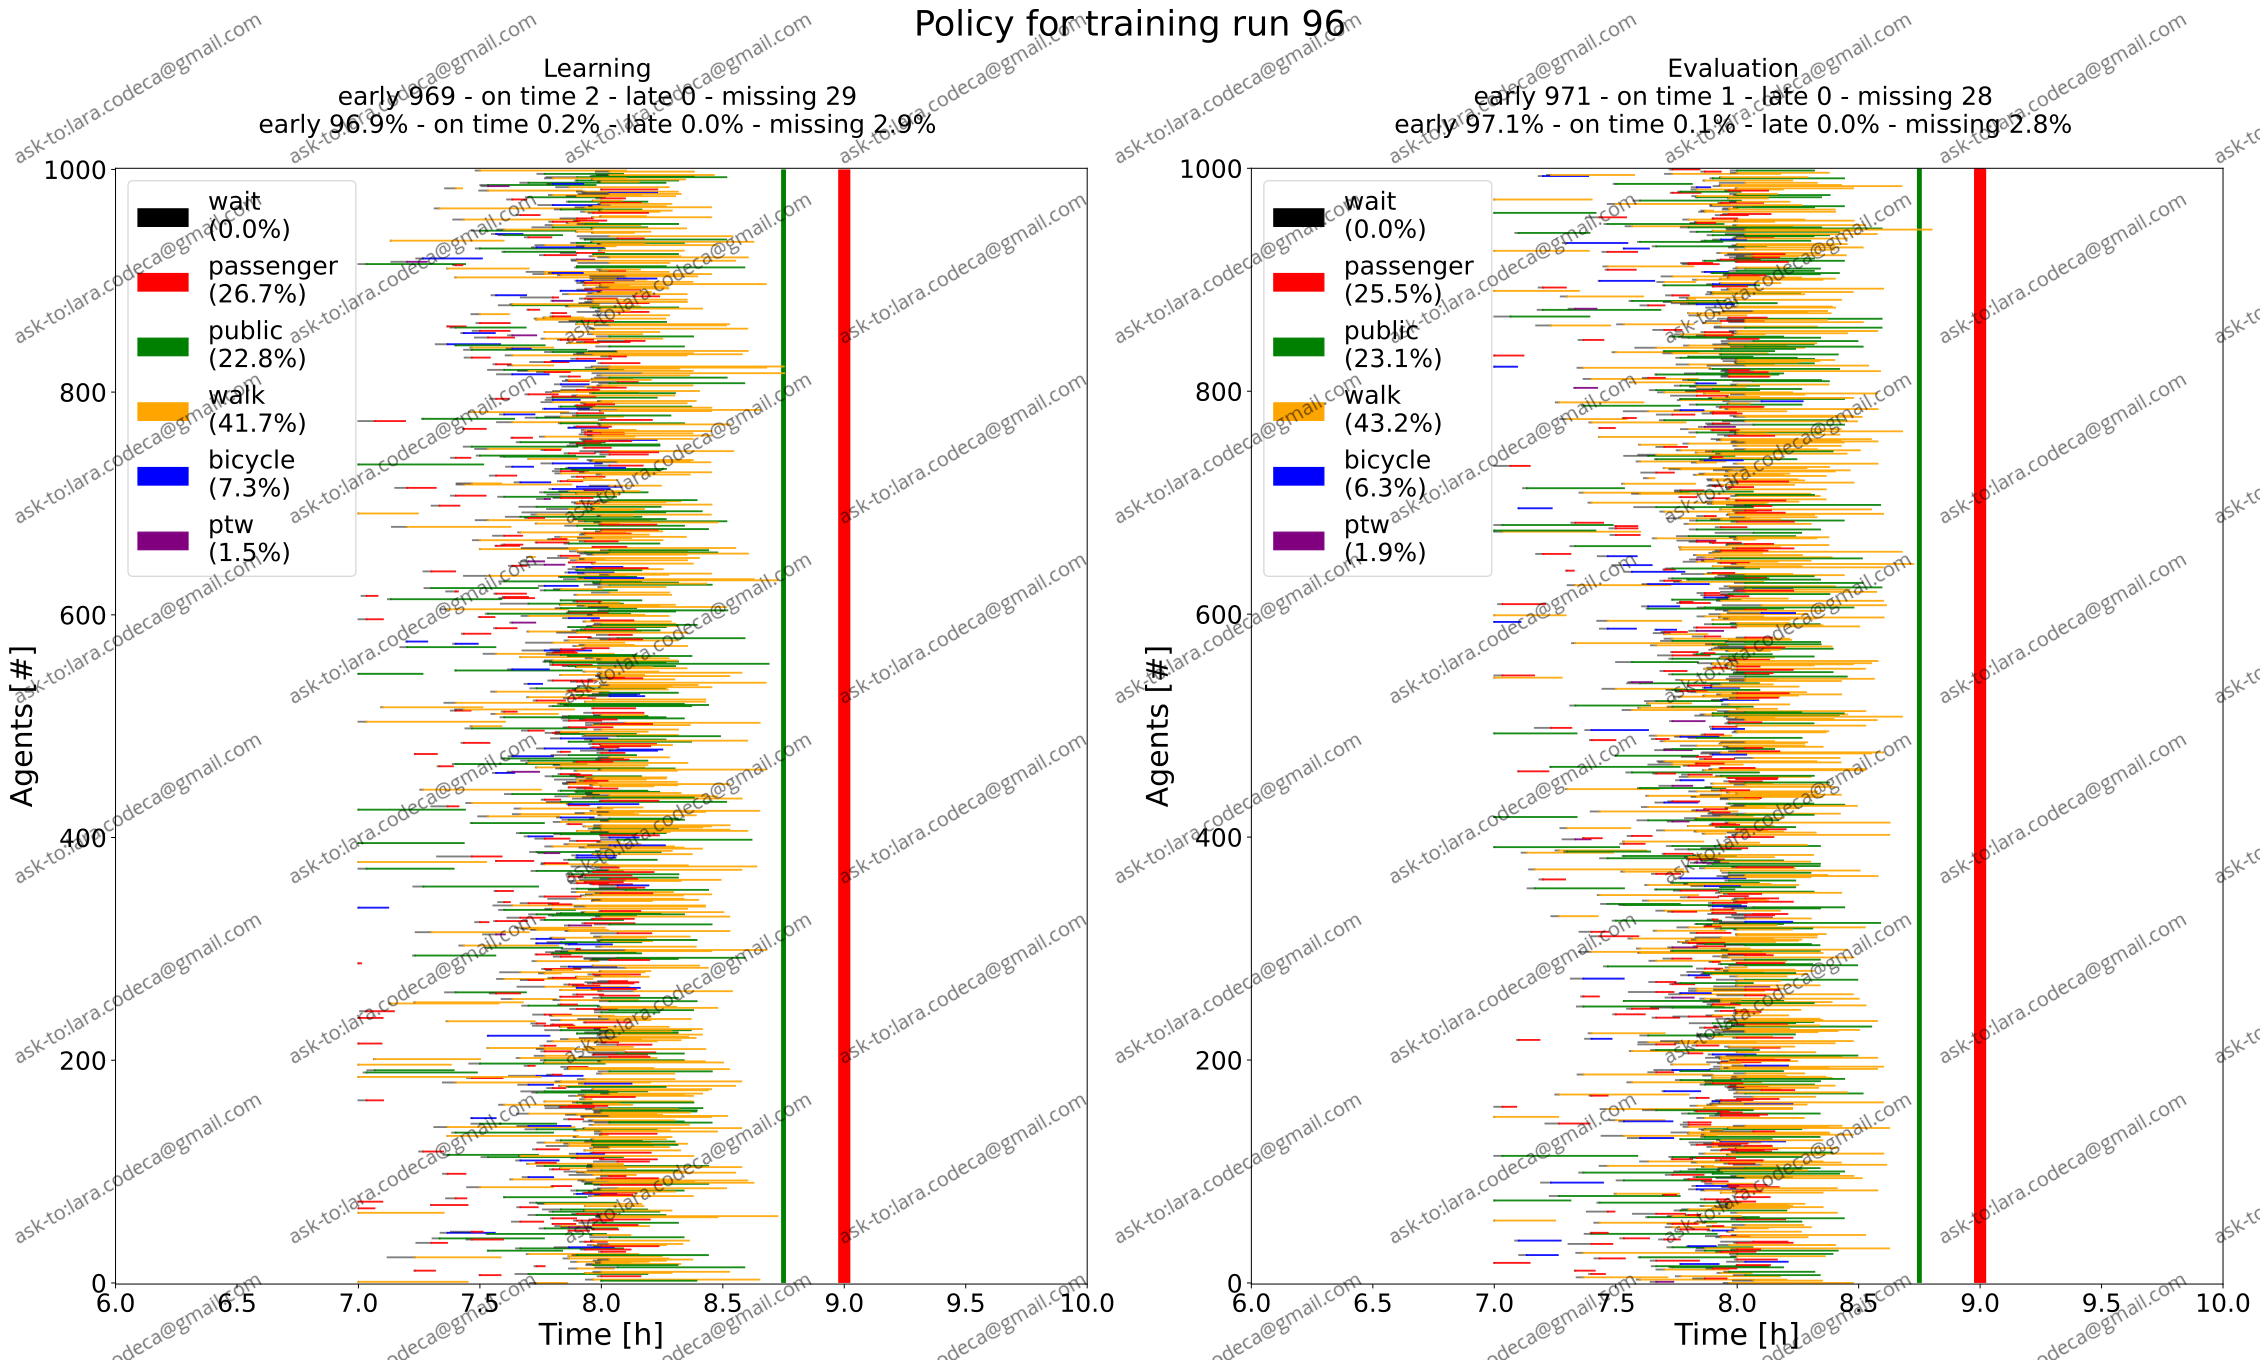 Policy for training run 96
Learning
early 969 - on time 2 - late 0 - missing 29
early 96.9% - on time 0.2% - late 0.0% - missing 2.9%
1000
800
600
400
200
0
Agents [#]
wait
(0.0%)
passenger
(26.7%)
public
(22.8%)
walk
(41.7%)
bicycle
(7.3%)
ptw
(1.5%)
6.0 6.5 7.0 7.5 8.0 8.5 9.0 9.5 10.0
Time [h]
Evaluation
early 971 - on time 1 - late 0 - missing 28
early 97.1% - on time 0.1% - late 0.0% - missing 2.8%
1000
800
600
400
200
0
Agents [#]
wait
(0.0%)
passenger
(25.5%)
public
(23.1%)
walk
(43.2%)
bicycle
(6.3%)
ptw
(1.9%)
6.0 6.5 7.0 7.5 8.0 8.5 9.0 9.5 10.0
Time [h]
ask-to:lara.codeca@gmail.com